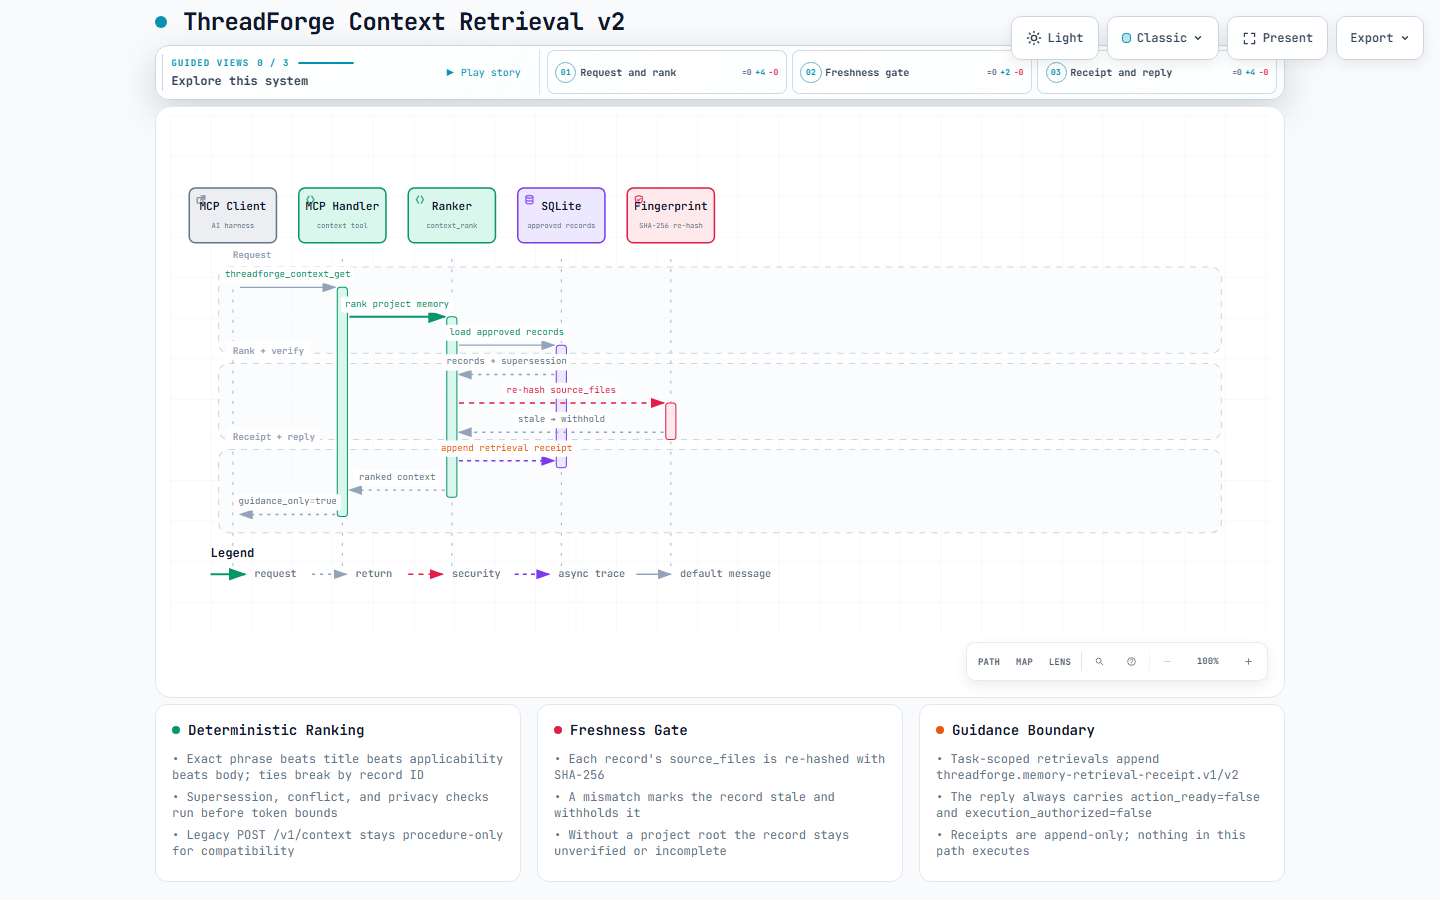 ThreadForge Context Retrieval v2
Light
Classic
Present
Export
GUIDED VIEWS 0 / 3
Explore this system
▶ Play story
01 Request and rank =0 +4 -0
02 Freshness gate =0 +2 -0
03 Receipt and reply =0 +4 -0
MCP Client
AI harness
MCP Handler
context tool
Ranker
context_rank
SQLite
approved records
Fingerprint
SHA-256 re-hash
Request
threadforge_context_get
rank project memory
load approved records
Rank + verify
records + supersession
re-hash source_files
stale → withhold
Receipt + reply
append retrieval receipt
ranked context
guidance_only=true
Legend
request
return
security
async trace
default message
PATH MAP LENS − 100% +
Deterministic Ranking
• Exact phrase beats title beats applicability
beats body; ties break by record ID
• Supersession, conflict, and privacy checks
run before token bounds
• Legacy POST /v1/context stays procedure-only
for compatibility
Freshness Gate
• Each record's source_files is re-hashed with
SHA-256
• A mismatch marks the record stale and
withholds it
• Without a project root the record stays
unverified or incomplete
Guidance Boundary
• Task-scoped retrievals append
threadforge.memory-retrieval-receipt.v1/v2
• The reply always carries action_ready=false
and execution_authorized=false
• Receipts are append-only; nothing in this
path executes